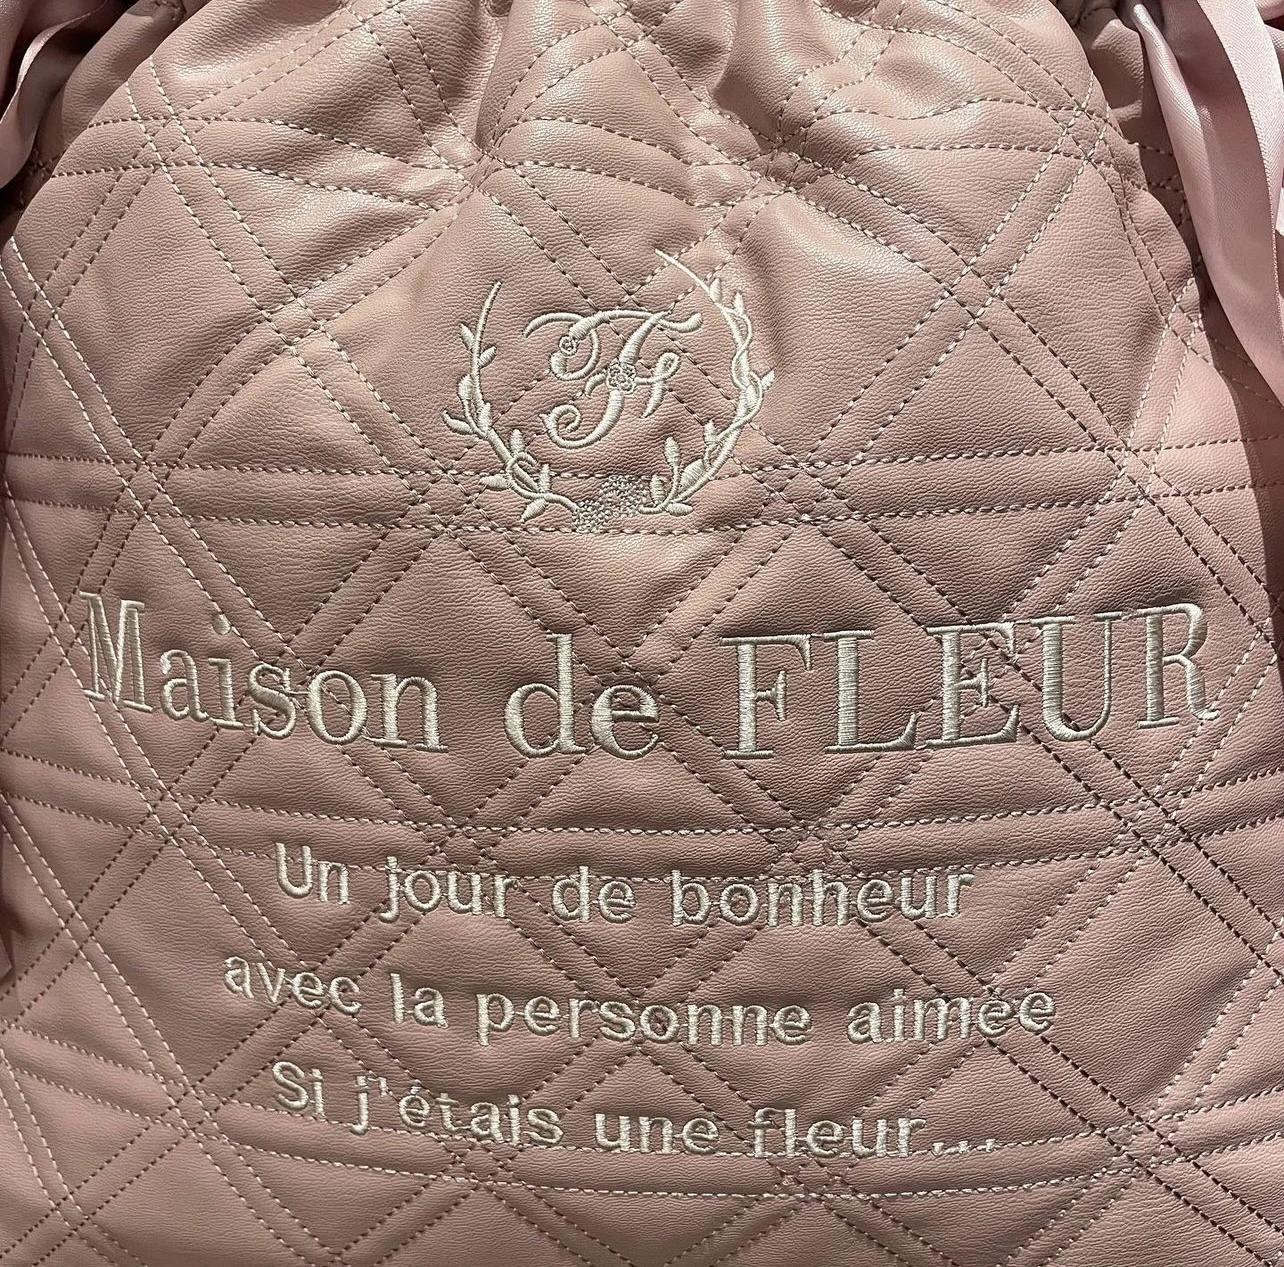 F
Maison de FLEUR
Un jour de bonheur
avec la personne aimée
Si j'étais une fleur...